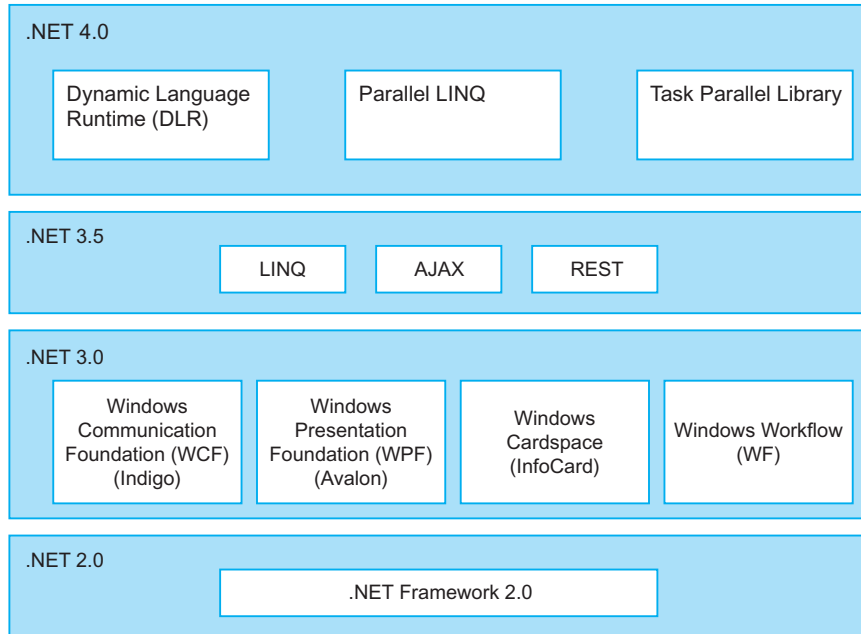 .NET 4.0
Dynamic Language
Runtime (DLR)
Parallel LINQ
Task Parallel Library
.NET 3.5
LINQ
AJAX
REST
.NET 3.0
Windows
Communication
Foundation (WCF)
(Indigo)
Windows
Presentation
Foundation (WPF)
(Avalon)
Windows
Cardspace
(InfoCard)
Windows Workflow
(WF)
.NET 2.0
.NET Framework 2.0